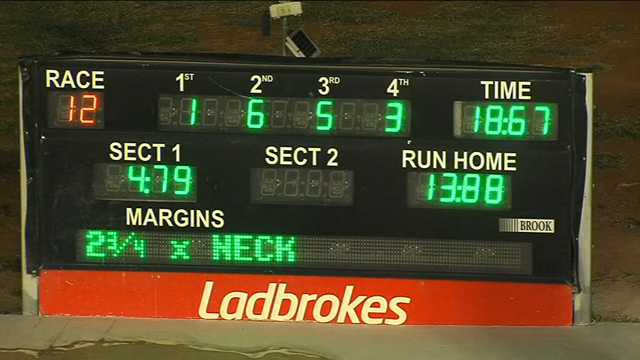 RACE 1ST 2ND 3RD 4TH TIME
12 1 6 5 3 18:67
SECT 1 SECT 2 RUN HOME
4:79 13:88
MARGINS
BROOK
2¾ x NECK
Ladbrokes